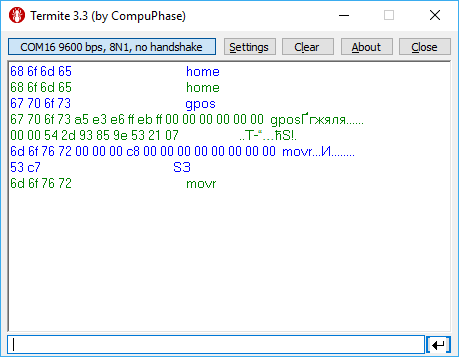 Termite 3.3 (by CompuPhase)
COM16 9600 bps, 8N1, no handshake Settings Clear About Close
68 6f 6d 65 home
68 6f 6d 65 home
67 70 6f 73 gpos
67 70 6f 73 a5 e3 e6 ff eb ff 00 00 00 00 00 00 gposҐгжяля......
00 00 54 2d 93 85 9e 53 21 07 ..T-“…ћS!.
6d 6f 76 72 00 00 00 c8 00 00 00 00 00 00 00 00 movr...И........
53 c7 SЗ
6d 6f 76 72 movr